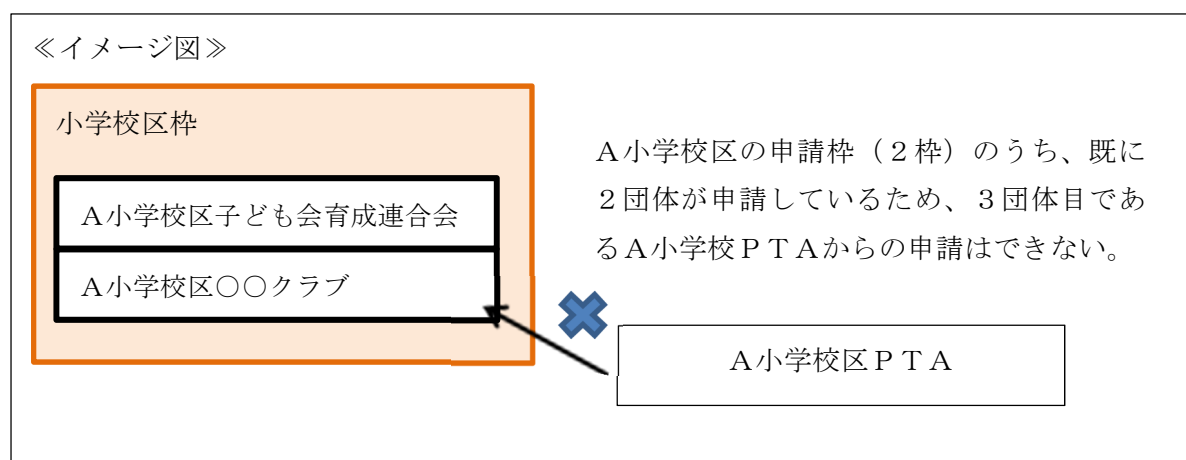 ≪イメージ図≫
小学校区枠
A小学校区子ども会育成連合会
A小学校区○○クラブ
A小学校区の申請枠（２枠）のうち、既に
２団体が申請しているため、３団体目であ
るA小学校ＰＴＡからの申請はできない。
A小学校区ＰＴＡ